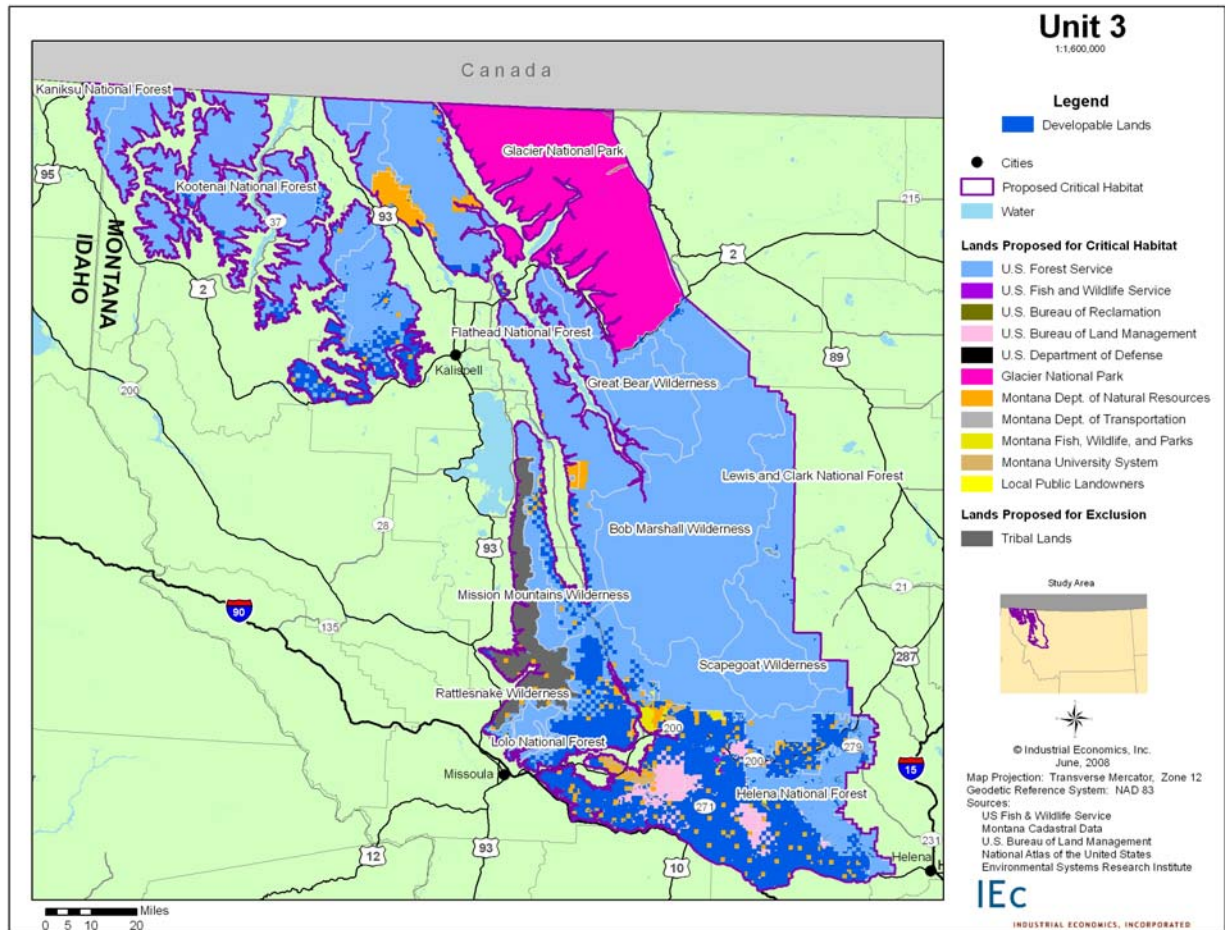 Unit 3
1:1,600,000
Legend
Developable Lands
Cities
Proposed Critical Habitat
Water
Lands Proposed for Critical Habitat
U.S. Forest Service
U.S. Fish and Wildlife Service
U.S. Bureau of Reclamation
U.S. Bureau of Land Management
U.S. Department of Defense
Glacier National Park
Montana Dept. of Natural Resources
Montana Dept. of Transportation
Montana Fish, Wildlife, and Parks
Montana University System
Local Public Landowners
Lands Proposed for Exclusion
Tribal Lands
Study Area
© Industrial Economics, Inc.
June, 2008
Map Projection: Transverse Mercator, Zone 12
Geodetic Reference System: NAD 83
Sources:
US Fish & Wildlife Service
Montana Cadastral Data
U.S. Bureau of Land Management
National Atlas of the United States
Environmental Systems Research Institute
IEc
INDUSTRIAL ECONOMICS, INCORPORATED
Canada
Kaniksu National Forest
Glacier National Park
95
Kootenai National Forest
215
37
93
MONTANA
IDAHO
2
2
Flathead National Forest
89
Kalispell
Great Bear Wilderness
200
Lewis and Clark National Forest
28
Bob Marshall Wilderness
93
21
Mission Mountains Wilderness
90
135
287
Scapegoat Wilderness
Rattlesnake Wilderness
200
279
Lolo National Forest
200
15
Missoula
Helena National Forest
271
231
12
93
10
Helena
H
Miles
0 5 10 20